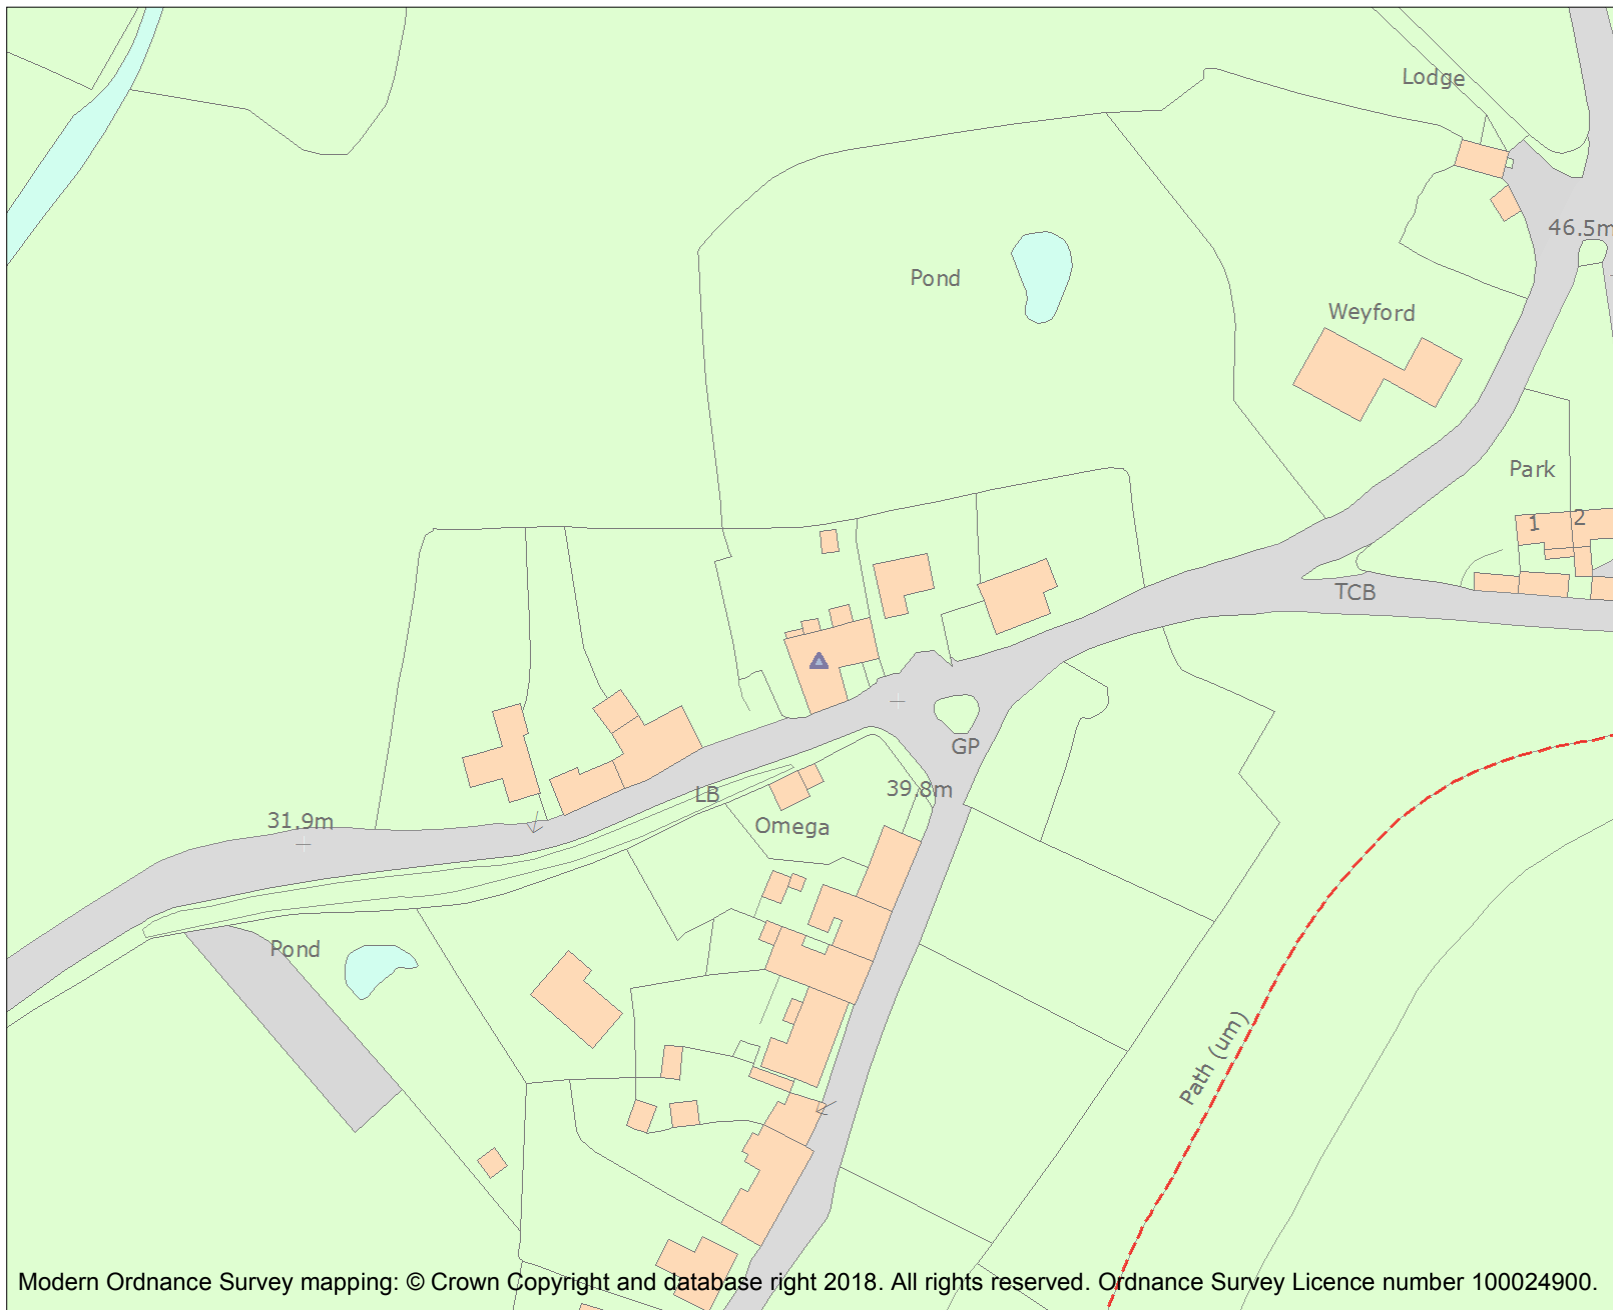 Lodge
46.5m
Pond
Weyford
Park
1
2
TCB
GP
39.8m
LB
31.9m
Omega
Pond
Path (um)
Modern Ordnance Survey mapping: © Crown Copyright and database right 2018. All rights reserved. Ordnance Survey Licence number 100024900.